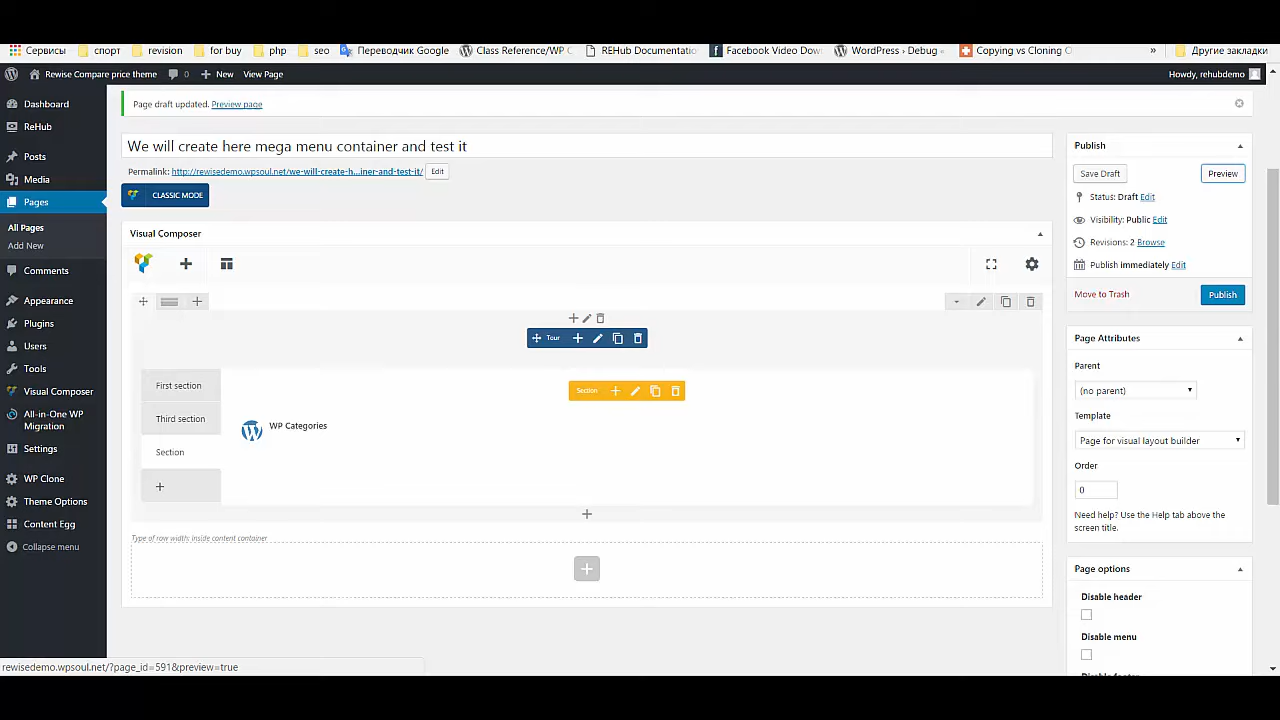 Сервисы спорт revision for buy php seo Переводчик Google Class Reference/WP C REHub Documentatio Facebook Video Dow WordPress › Debug « Copying vs Cloning C » Другие закладки
Rewise Compare price theme 0 New View Page Howdy, rehubdemo
Dashboard
ReHub
Posts
Media
Pages
All Pages
Add New
Comments
Appearance
Plugins
Users
Tools
Visual Composer
All-in-One WP
Migration
Settings
WP Clone
Theme Options
Content Egg
Collapse menu
Page draft updated. Preview page
We will create here mega menu container and test it
Permalink: http://rewisedemo.wpsoul.net/we-will-create-h...iner-and-test-it/ Edit
CLASSIC MODE
Visual Composer
Tour
First section
Third section
Section
Section
WP Categories
Type of row width: Inside content container
Publish
Save Draft Preview
Status: Draft Edit
Visibility: Public Edit
Revisions: 2 Browse
Publish immediately Edit
Move to Trash Publish
Page Attributes
Parent
(no parent)
Template
Page for visual layout builder
Order
0
Need help? Use the Help tab above the
screen title.
Page options
Disable header
Disable menu
rewisedemo.wpsoul.net/?page_id=591&preview=true